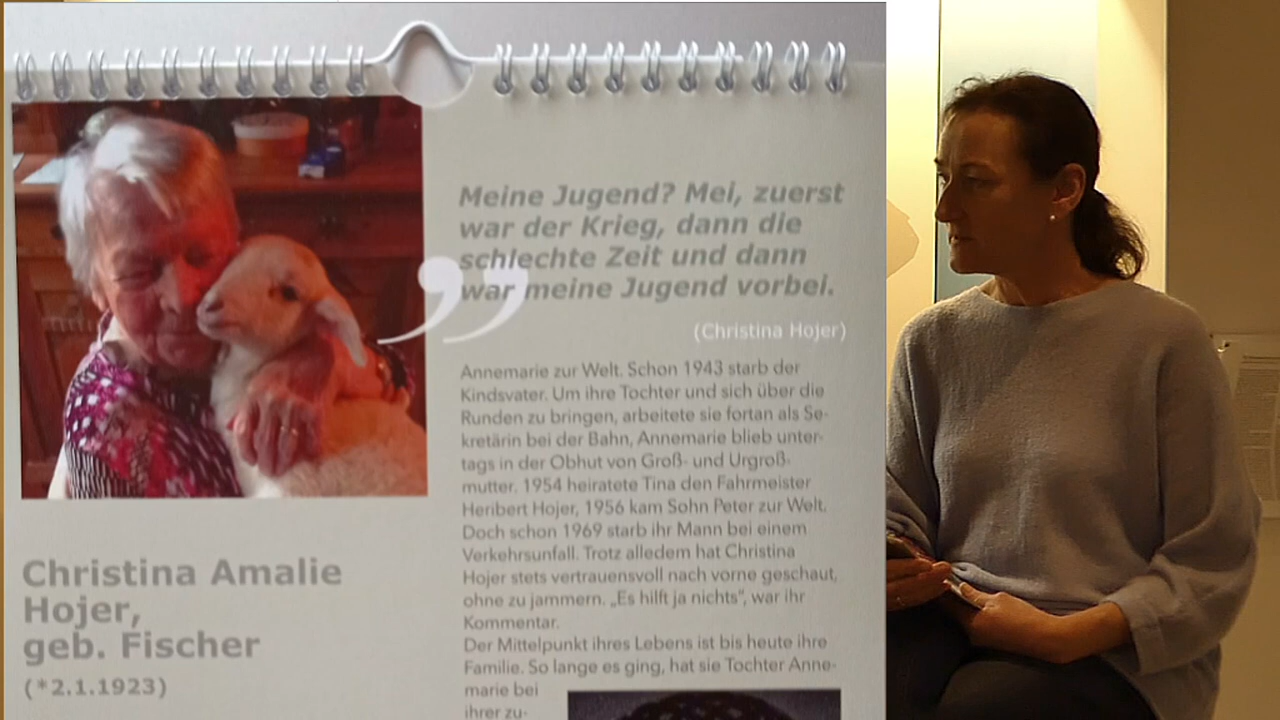 Meine Jugend? Mei, zuerst
war der Krieg, dann die
schlechte Zeit und dann
war meine Jugend vorbei.
(Christina Hojer)
Annemarie zur Welt. Schon 1943 starb der
Kindsvater. Um ihre Tochter und sich über die
Runden zu bringen, arbeitete sie fortan als Se-
kretärin bei der Bahn, Annemarie blieb unter-
tags in der Obhut von Groß- und Urgroß-
mutter. 1954 heiratete Tina den Fahrmeister
Heribert Hojer, 1956 kam Sohn Peter zur Welt.
Doch schon 1969 starb ihr Mann bei einem
Verkehrsunfall. Trotz alledem hat Christina
Hojer stets vertrauensvoll nach vorne geschaut,
ohne zu jammern. „Es hilft ja nichts“, war ihr
Kommentar.
Der Mittelpunkt ihres Lebens ist bis heute ihre
Familie. So lange es ging, hat sie Tochter Anne-
marie bei
ihrer zu-
Christina Amalie
Hojer,
geb. Fischer
(*2.1.1923)